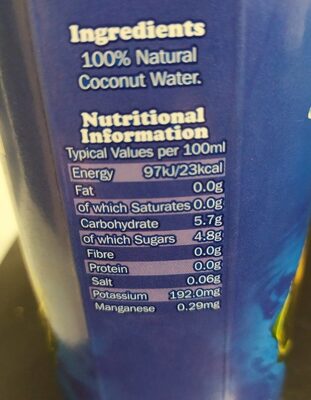 Ingredients
100% Natural
Coconut Water.
Nutritional
Information
Typical Values per 100ml
Energy 97kJ/23kcal
Fat 0.0g
of which Saturates 0.0g
Carbohydrate 5.7g
of which Sugars 4.8g
Fibre 0.0g
Protein 0.0g
Salt 0.06g
Potassium 192.0mg
Manganese 0.29mg